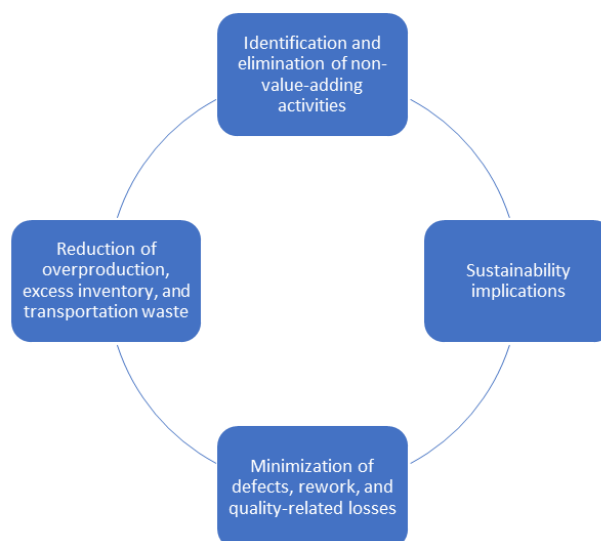 Identification and
elimination of non-
value-adding
activities
Reduction of
overproduction,
excess inventory, and
transportation waste
Sustainability
implications
Minimization of
defects, rework, and
quality-related losses